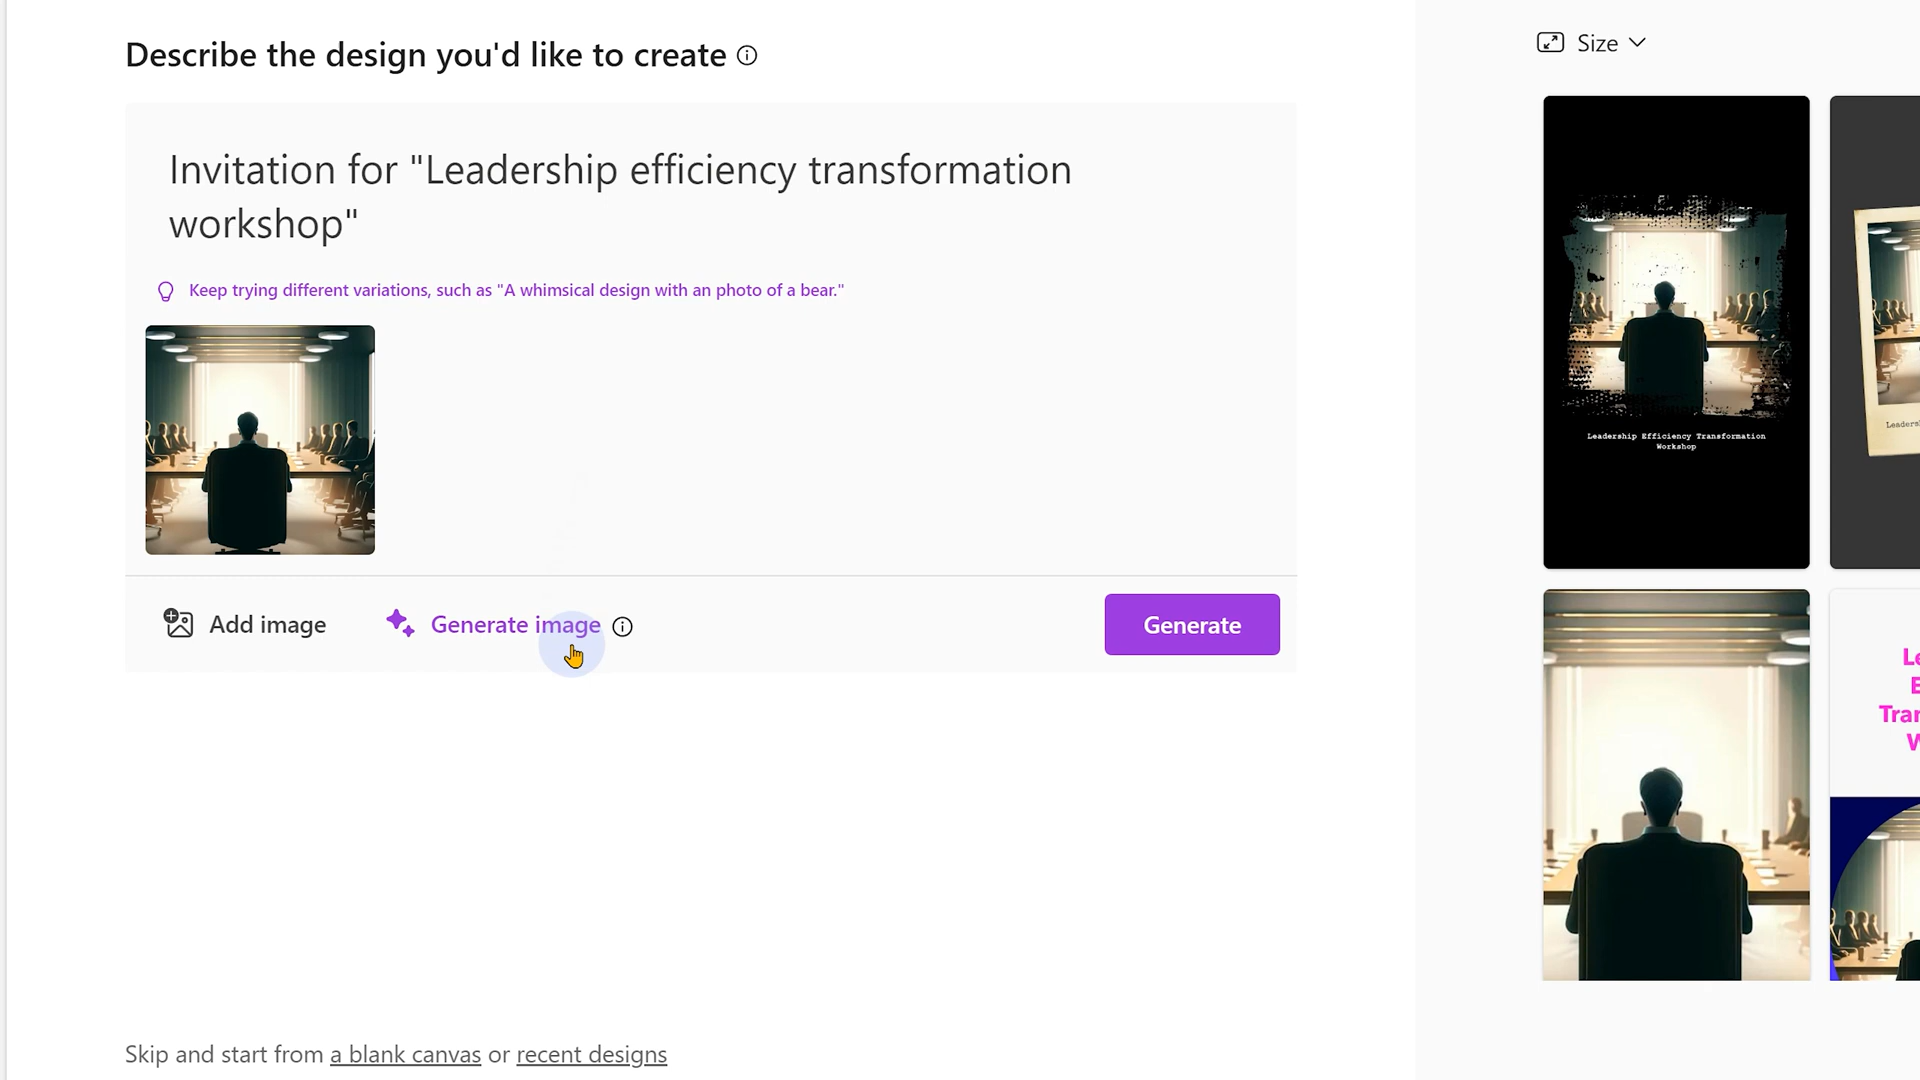 Describe the design you'd like to create
Size
Invitation for "Leadership efficiency transformation
workshop"
Keep trying different variations, such as "A whimsical design with an photo of a bear."
Leadership Efficiency Transformation
Workshop
Add image
Generate image
Generate
Skip and start from a blank canvas or recent designs